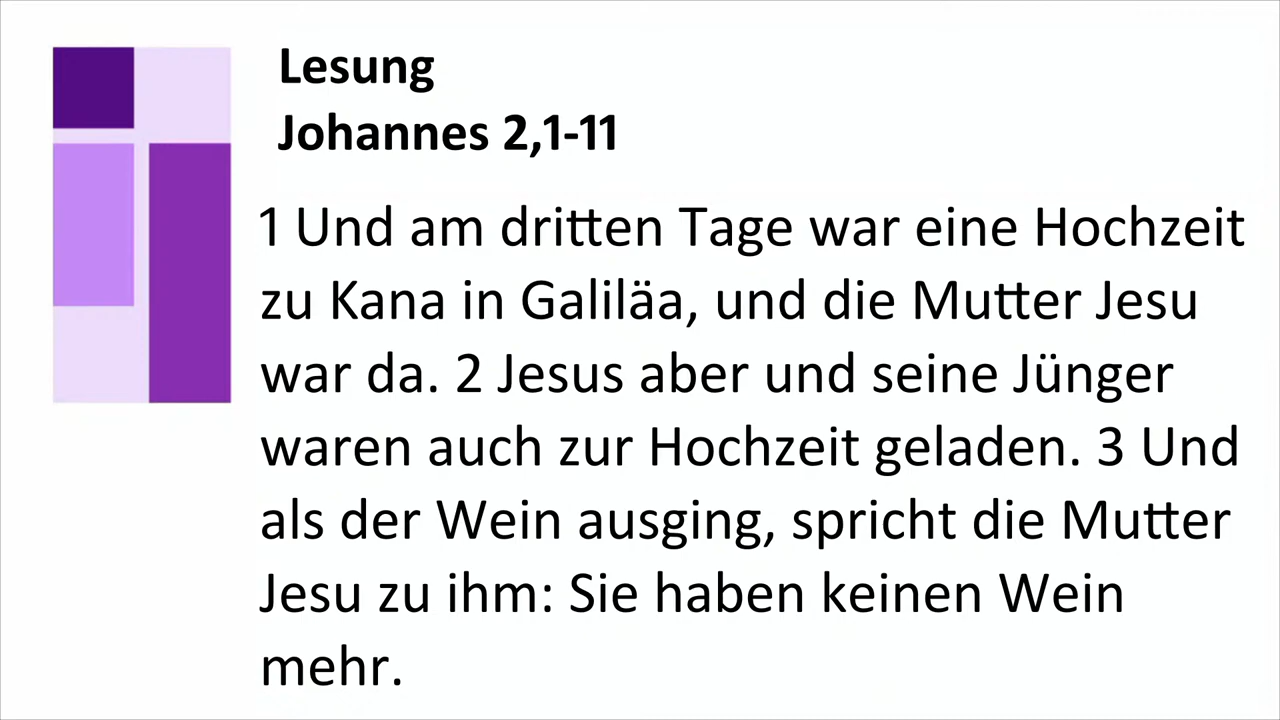 Lesung
Johannes 2,1-11
1 Und am dritten Tage war eine Hochzeit
zu Kana in Galiläa, und die Mutter Jesu
war da. 2 Jesus aber und seine Jünger
waren auch zur Hochzeit geladen. 3 Und
als der Wein ausging, spricht die Mutter
Jesu zu ihm: Sie haben keinen Wein
mehr.